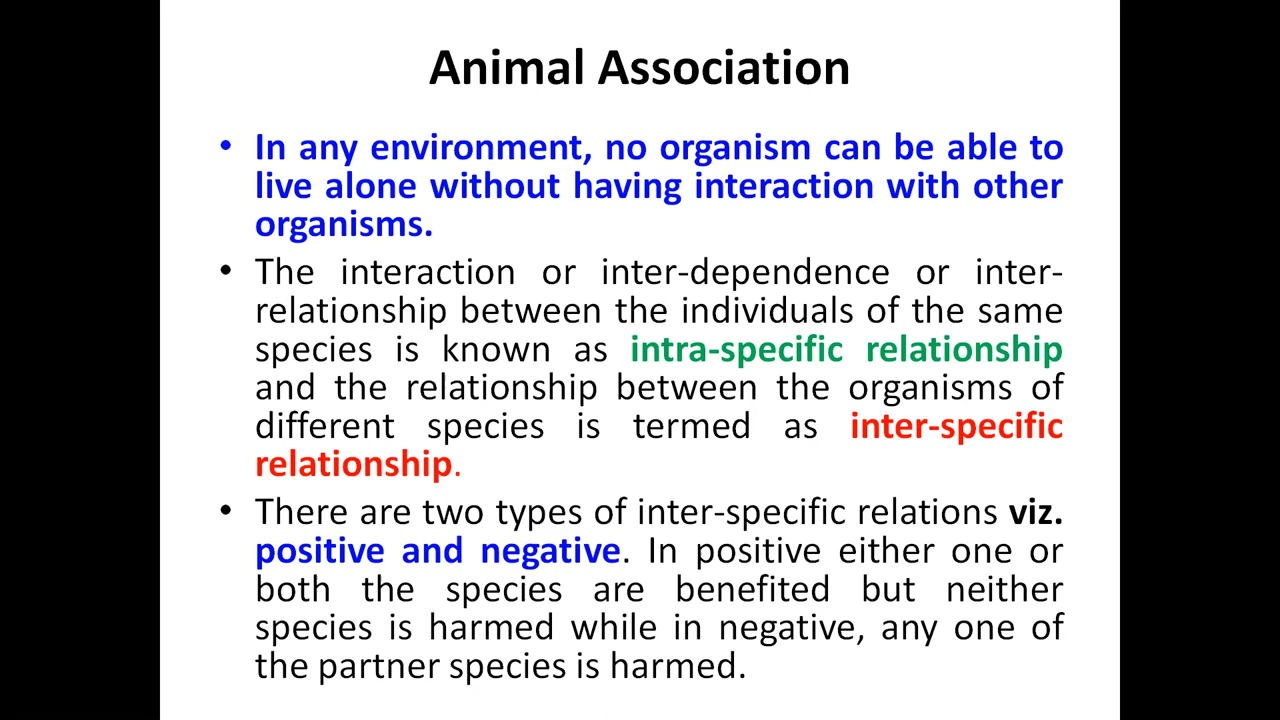 Animal Association
• In any environment, no organism can be able to
live alone without having interaction with other
organisms.
• The interaction or inter-dependence or inter-
relationship between the individuals of the same
species is known as intra-specific relationship
and the relationship between the organisms of
different species is termed as inter-specific
relationship.
• There are two types of inter-specific relations viz.
positive and negative. In positive either one or
both the species are benefited but neither
species is harmed while in negative, any one of
the partner species is harmed.